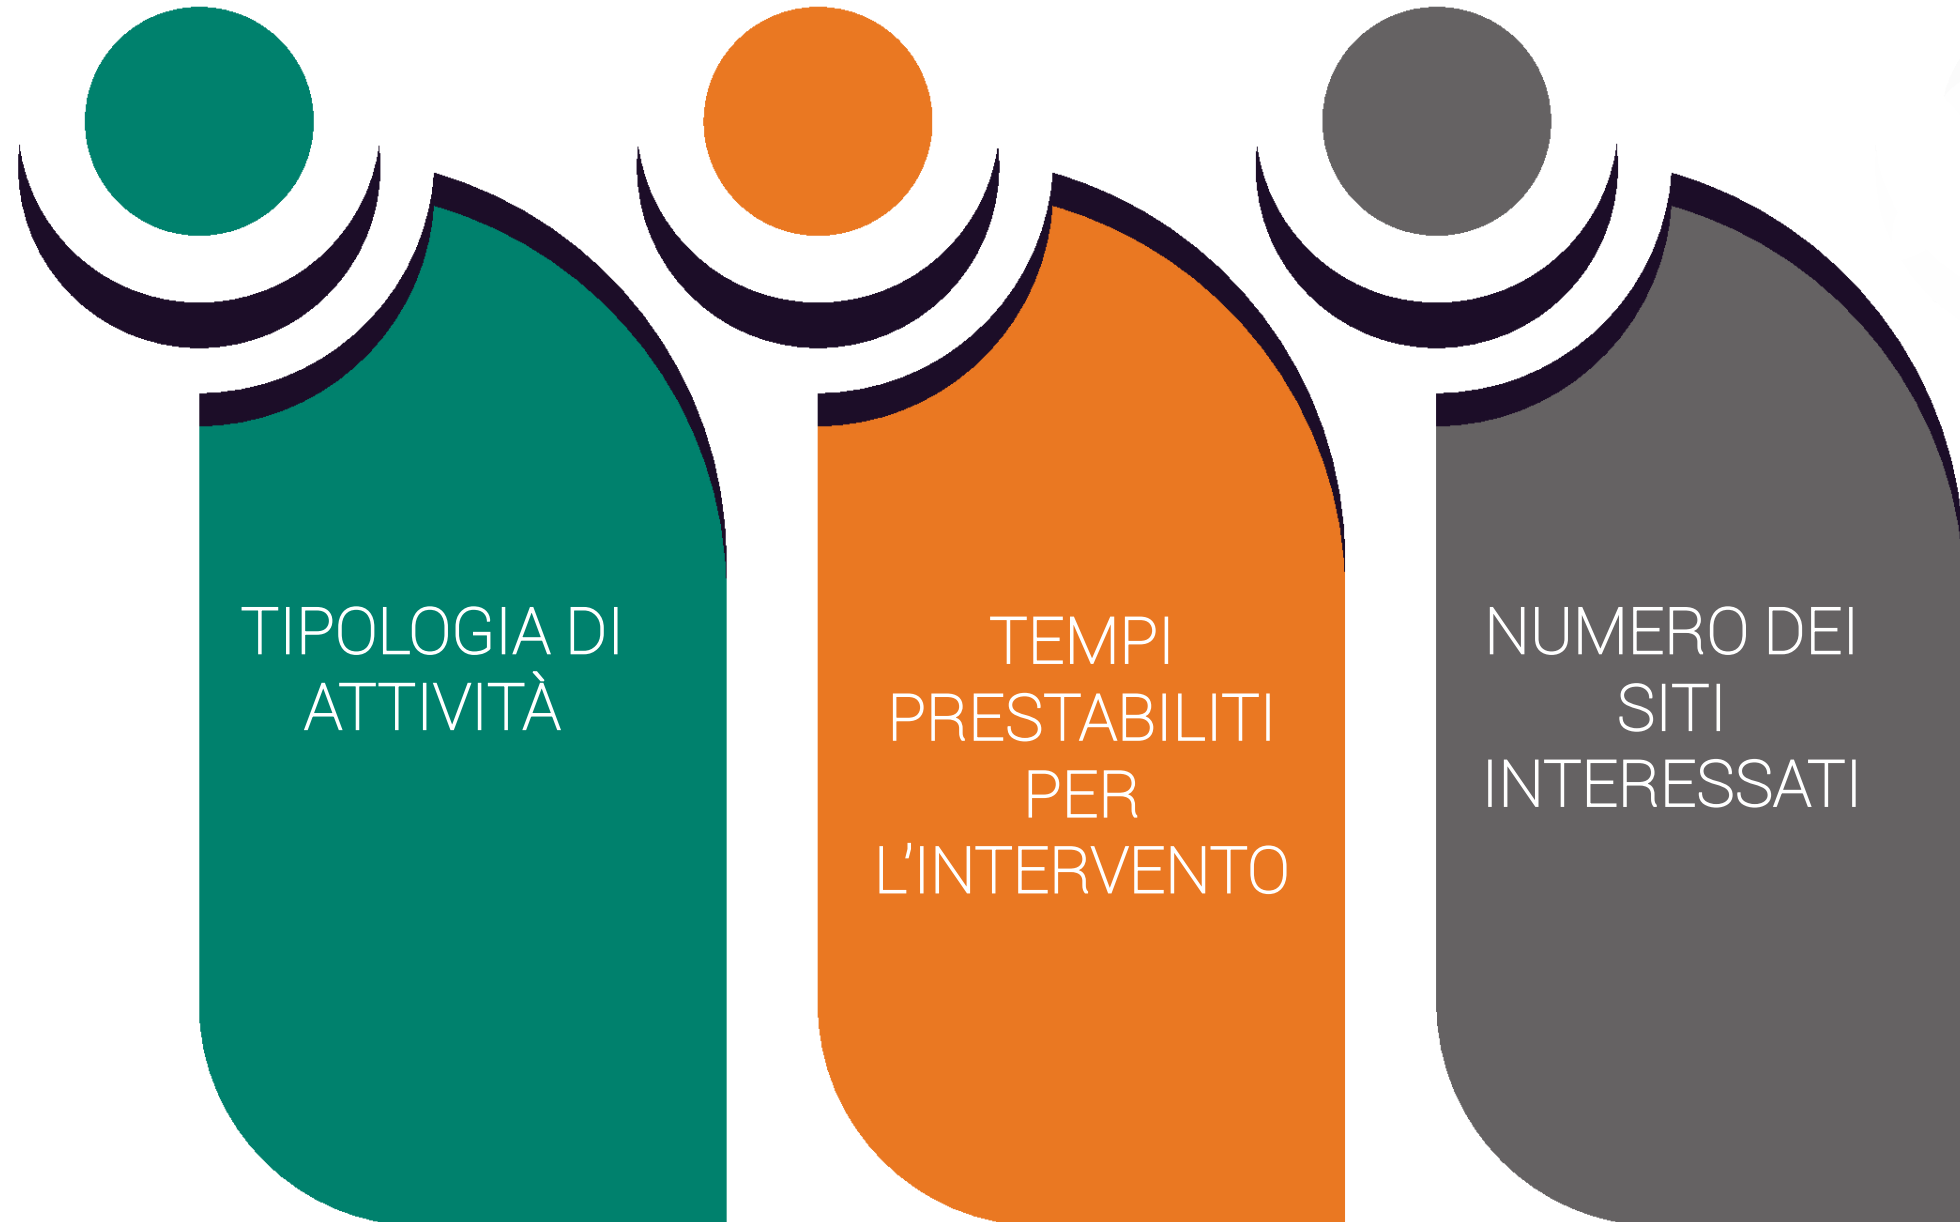 TIPOLOGIA DI
ATTIVITÀ
TEMPI
PRESTABILITI
PER
L’INTERVENTO
NUMERO DEI
SITI
INTERESSATI